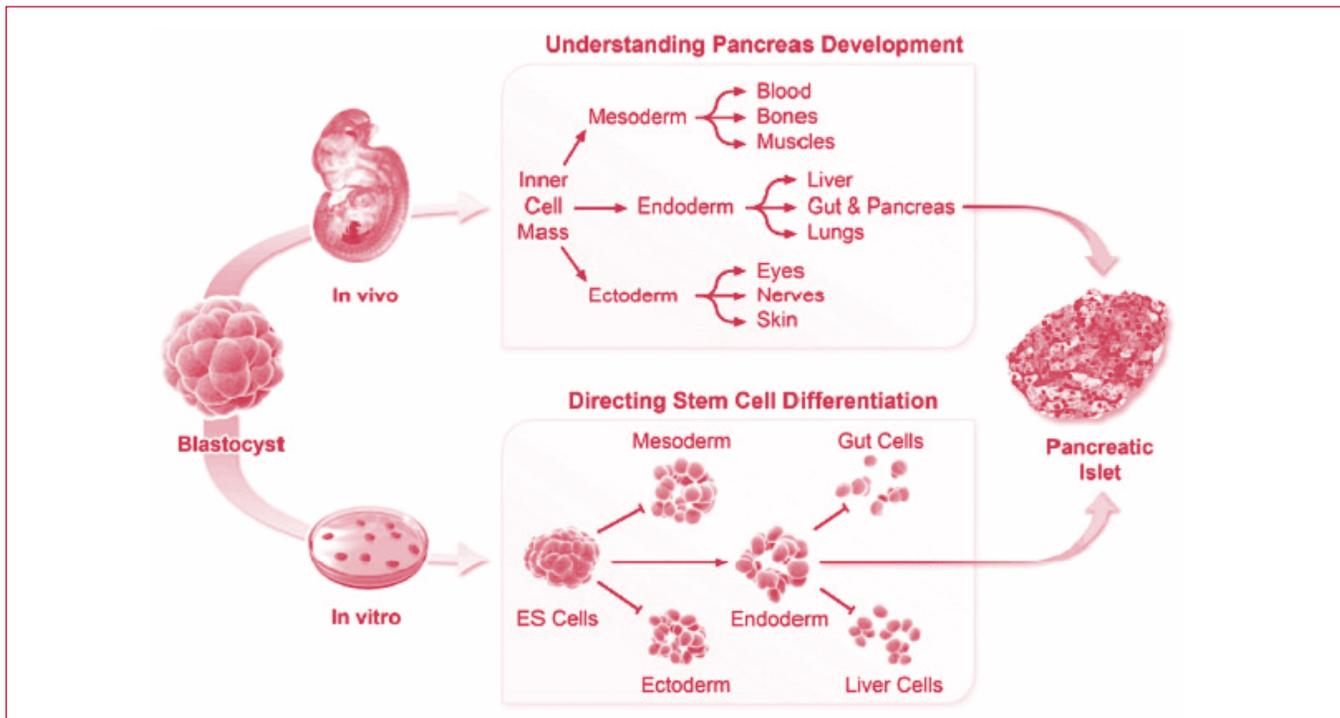 Understanding Pancreas Development
Mesoderm
Blood
Bones
Muscles
Inner
Cell
Mass
Endoderm
Liver
Gut & Pancreas
Lungs
Ectoderm
Eyes
Nerves
Skin
In vivo
Blastocyst
In vitro
Directing Stem Cell Differentiation
Mesoderm
Gut Cells
ES Cells
Endoderm
Ectoderm
Liver Cells
Pancreatic
Islet